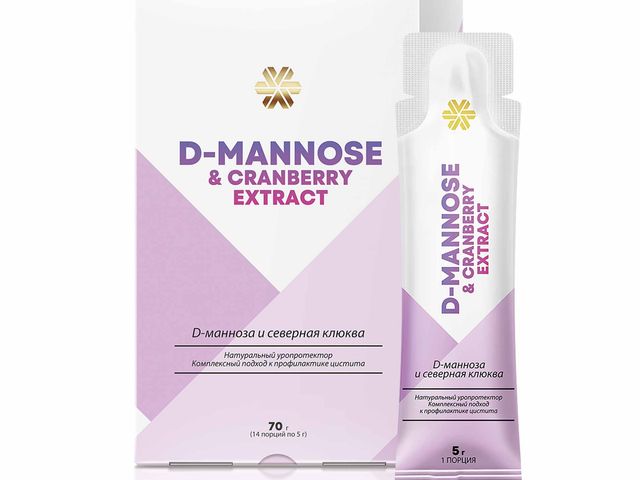 D-MANNOSE
& CRANBERRY
EXTRACT
D-манноза и северная клюква
Натуральный уропротектор
Комплексный подход к профилактике цистита
70 г
(14 порций по 5 г)
D-MANNOSE
& CRANBERRY
EXTRACT
D-манноза
и северная клюква
Натуральный уропротектор
Комплексный подход
к профилактике цистита
5 г
1 ПОРЦИЯ